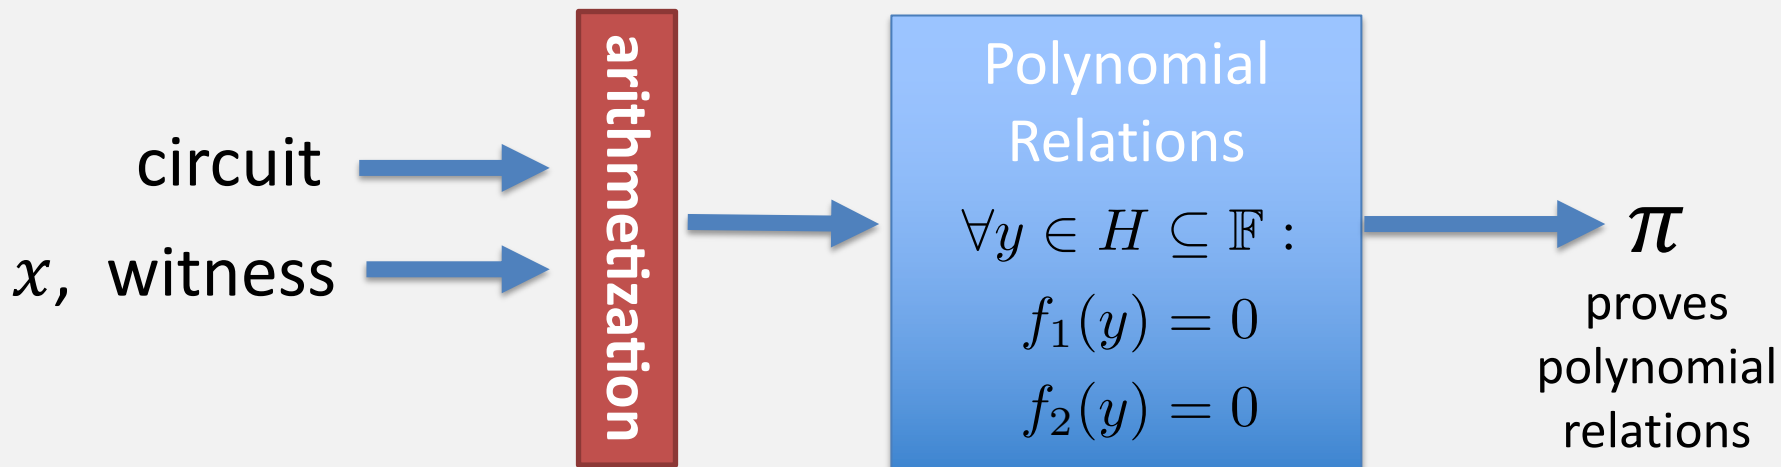 circuit
x, witness
arithmetization
Polynomial
Relations
∀y ∈ H ⊆ 𝔽 :
f₁(y) = 0
f₂(y) = 0
π
proves
polynomial
relations